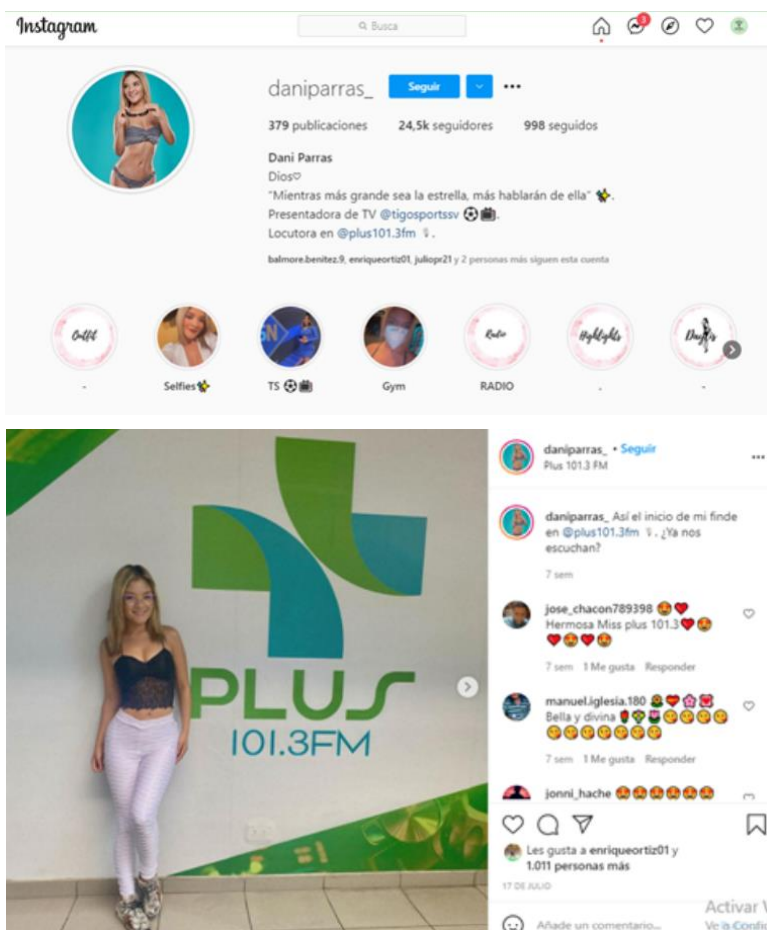 Instagram
Busca
3
daniparras_ Seguir
379 publicaciones 24,5k seguidores 998 seguidos
Dani Parras
Dios♡
"Mientras más grande sea la estrella, más hablarán de ella" .
Presentadora de TV @tigosportssv ⚽📺.
Locutora en @plus101.3fm 🎙.
balmore.benitez.9, enriqueortiz01, juliopr21 y 2 personas más siguen esta cuenta
Outfit
Radio
Highlights
-
Selfies
TS ⚽📺
Gym
RADIO
.
-
PLUS
101.3FM
daniparras_ • Seguir
Plus 101.3 FM
daniparras_ Así el inicio de mi finde
en @plus101.3fm 🎙. ¿Ya nos
escuchan?
7 sem
jose_chacon789398 😍❤
Hermosa Miss plus 101.3❤😍
❤😍❤😍
7 sem 1 Me gusta Responder
manuel.iglesia.180
Bella y divina
7 sem 1 Me gusta Responder
jonni_hache 😍😍😍😍😍😍
Les gusta a enriqueortiz01 y
1.011 personas más
17 DE JULIO
Añade un comentario...
Activar
Ve a Config